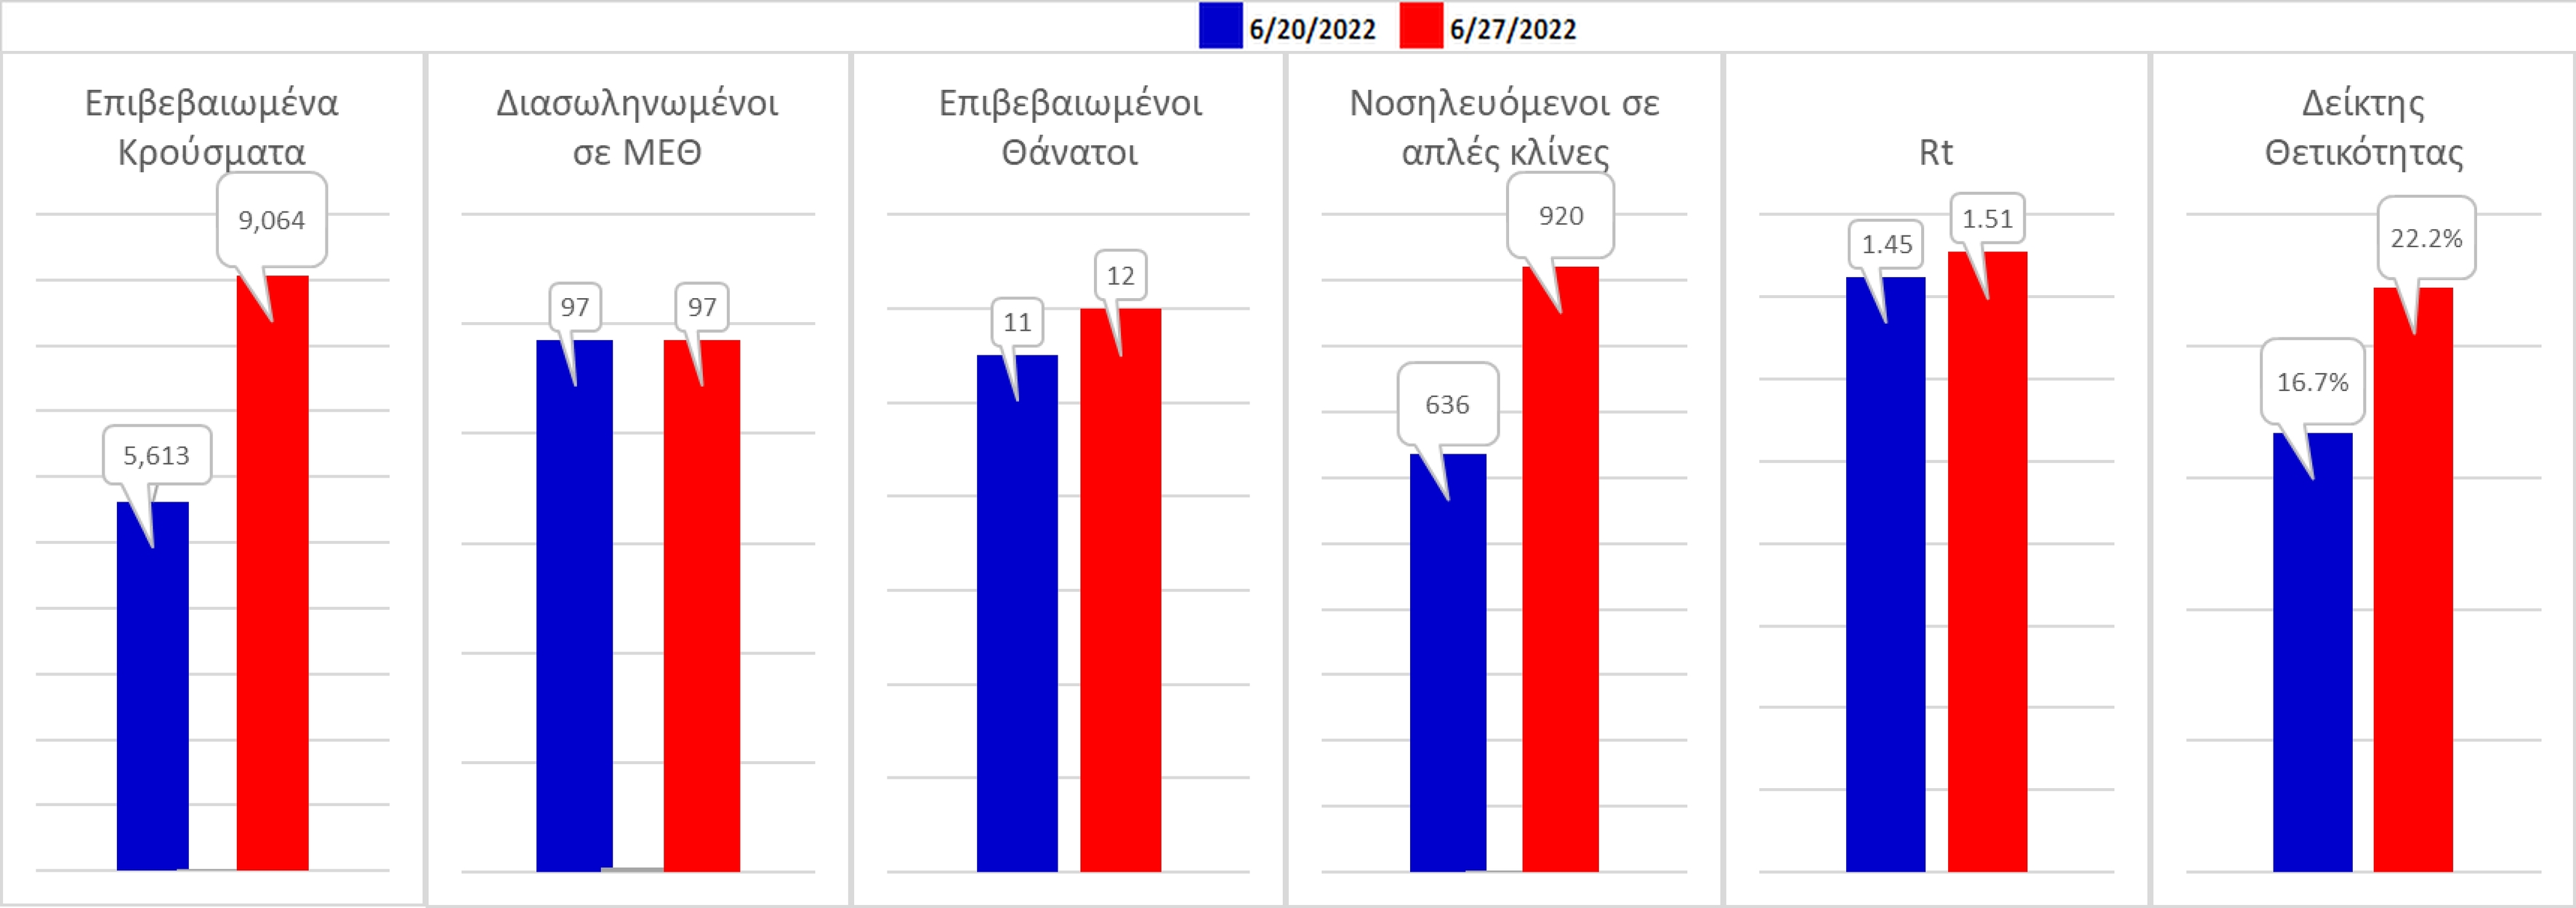 6/20/2022 6/27/2022
Επιβεβαιωμένα
Κρούσματα
9,064
5,613
Διασωληνωμένοι
σε ΜΕΘ
97 97
Επιβεβαιωμένοι
Θάνατοι
12
11
Νοσηλευόμενοι σε
απλές κλίνες
920
636
Rt
1.51
1.45
Δείκτης
Θετικότητας
22.2%
16.7%